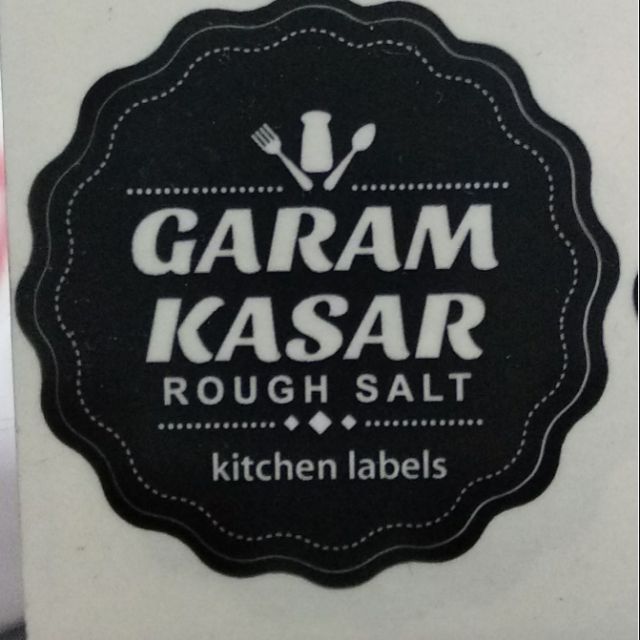 GARAM
KASAR
ROUGH SALT
kitchen labels